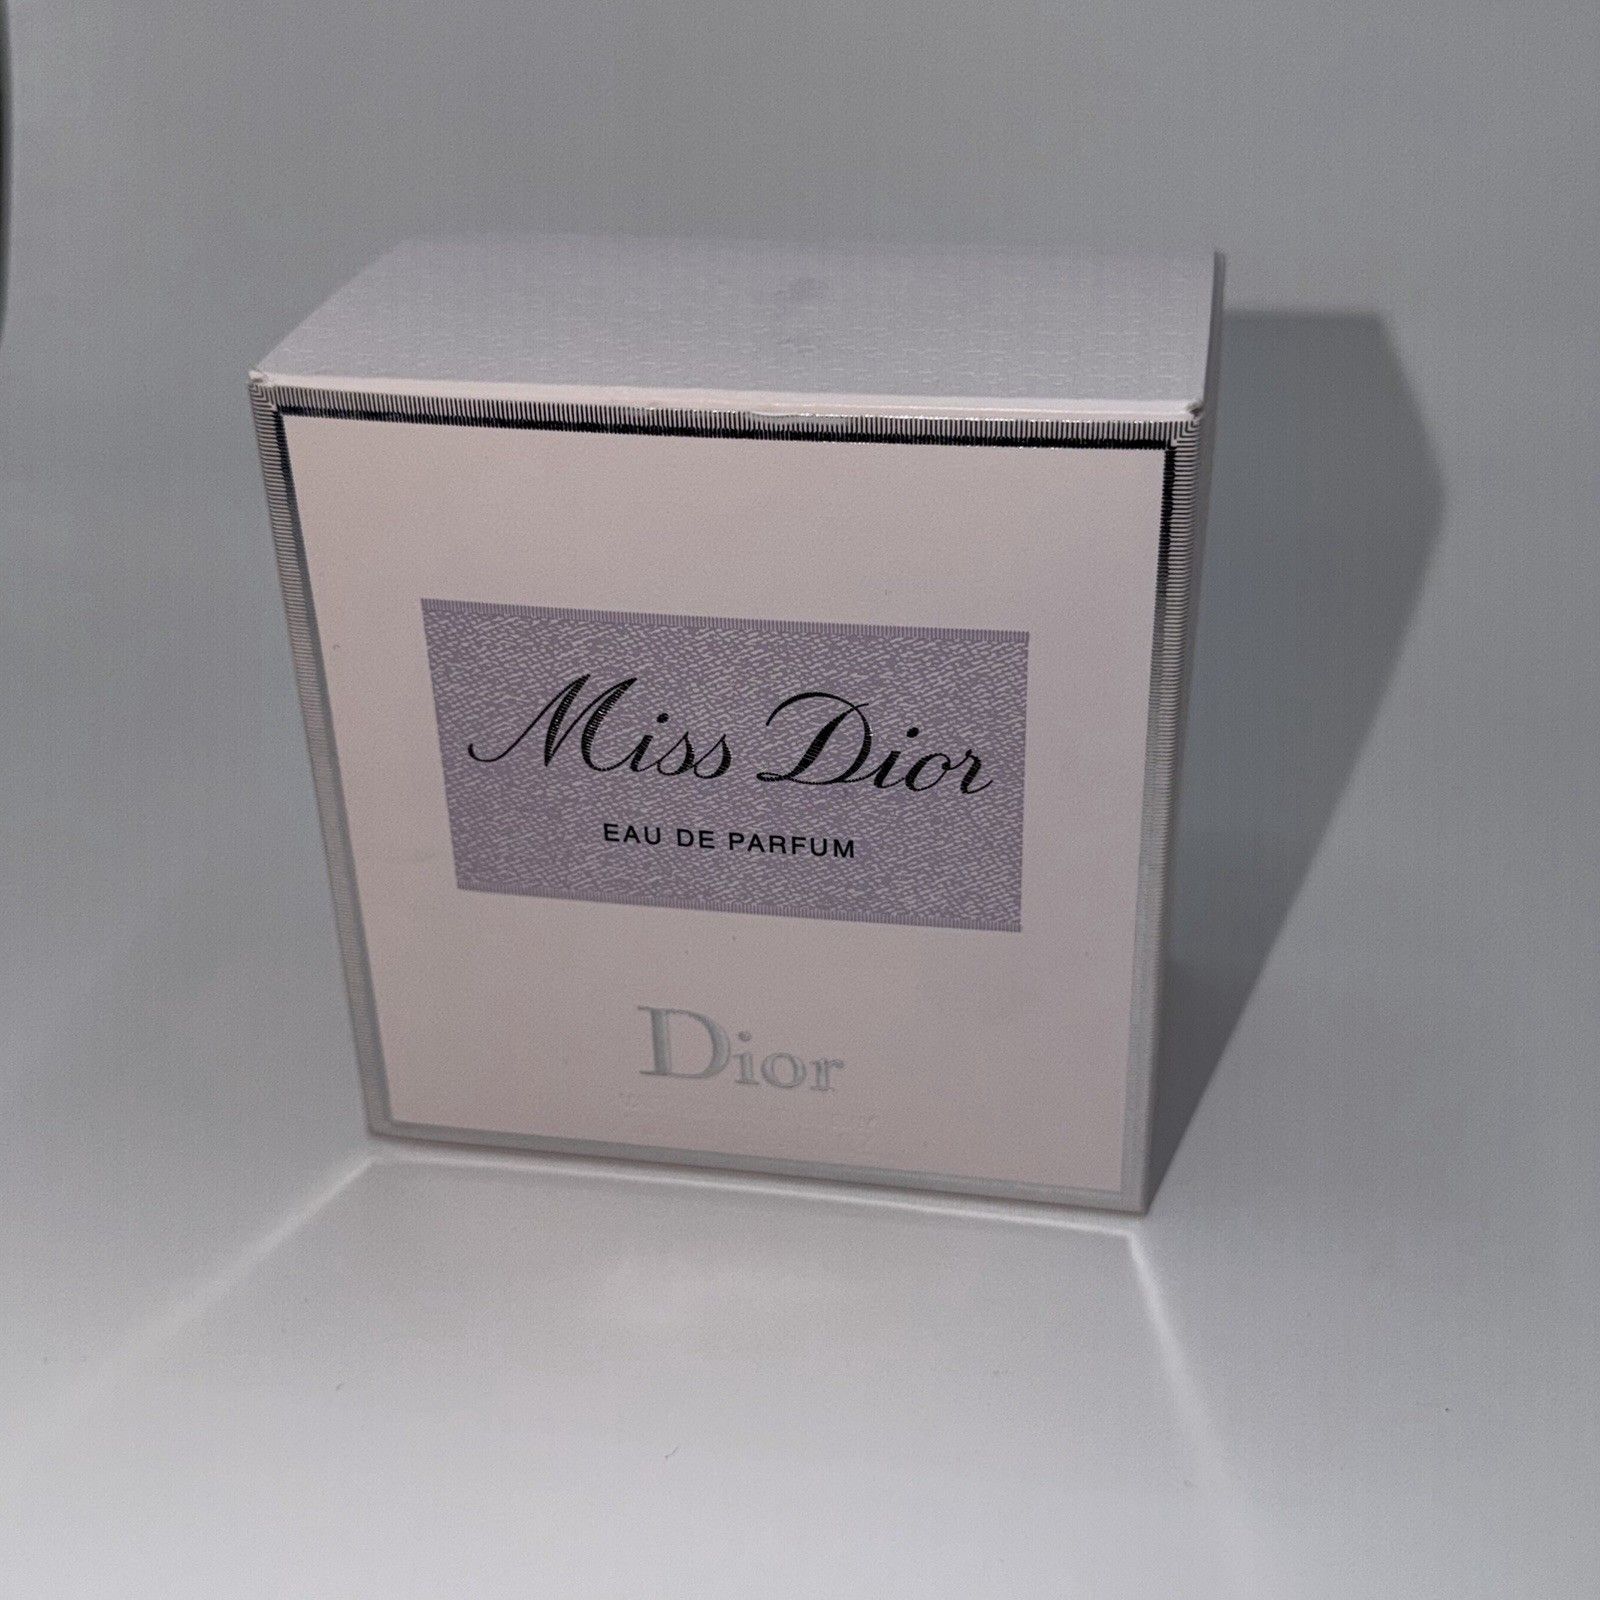 Miss Dior
EAU DE PARFUM
Dior